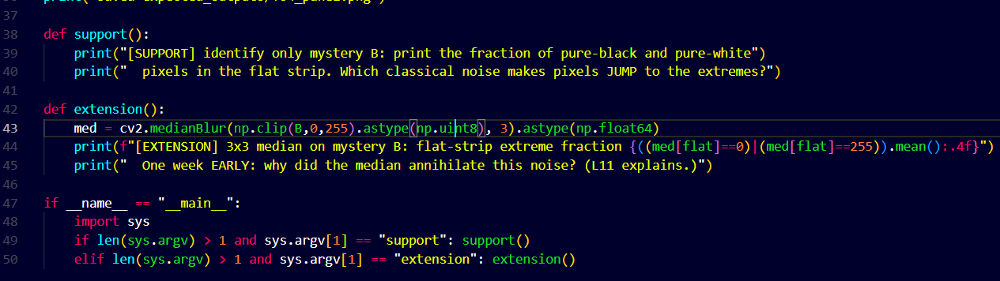 37
38 def support():
39     print("[SUPPORT] identify only mystery B: print the fraction of pure-black and pure-white")
40     print("  pixels in the flat strip. Which classical noise makes pixels JUMP to the extremes?")
41
42 def extension():
43     med = cv2.medianBlur(np.clip(B,0,255).astype(np.uint8), 3).astype(np.float64)
44     print(f"[EXTENSION] 3x3 median on mystery B: flat-strip extreme fraction {((med[flat]==0)|(med[flat]==255)).mean():.4f}")
45     print("  One week EARLY: why did the median annihilate this noise? (L11 explains.)")
46
47 if __name__ == "__main__":
48     import sys
49     if len(sys.argv) > 1 and sys.argv[1] == "support": support()
50     elif len(sys.argv) > 1 and sys.argv[1] == "extension": extension()